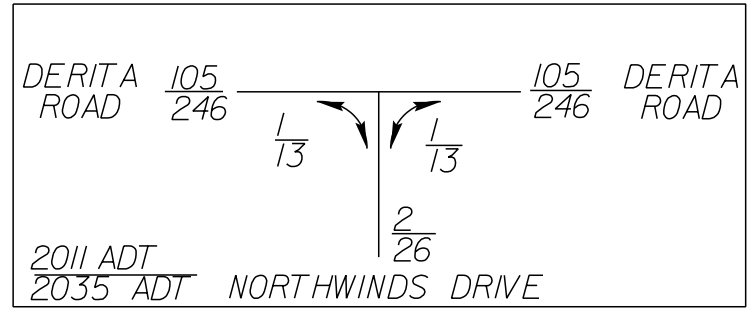 DERITA ROAD
105
246
105
246
DERITA ROAD
1
13
1
13
2
26
2011 ADT
2035 ADT
NORTHWINDS DRIVE